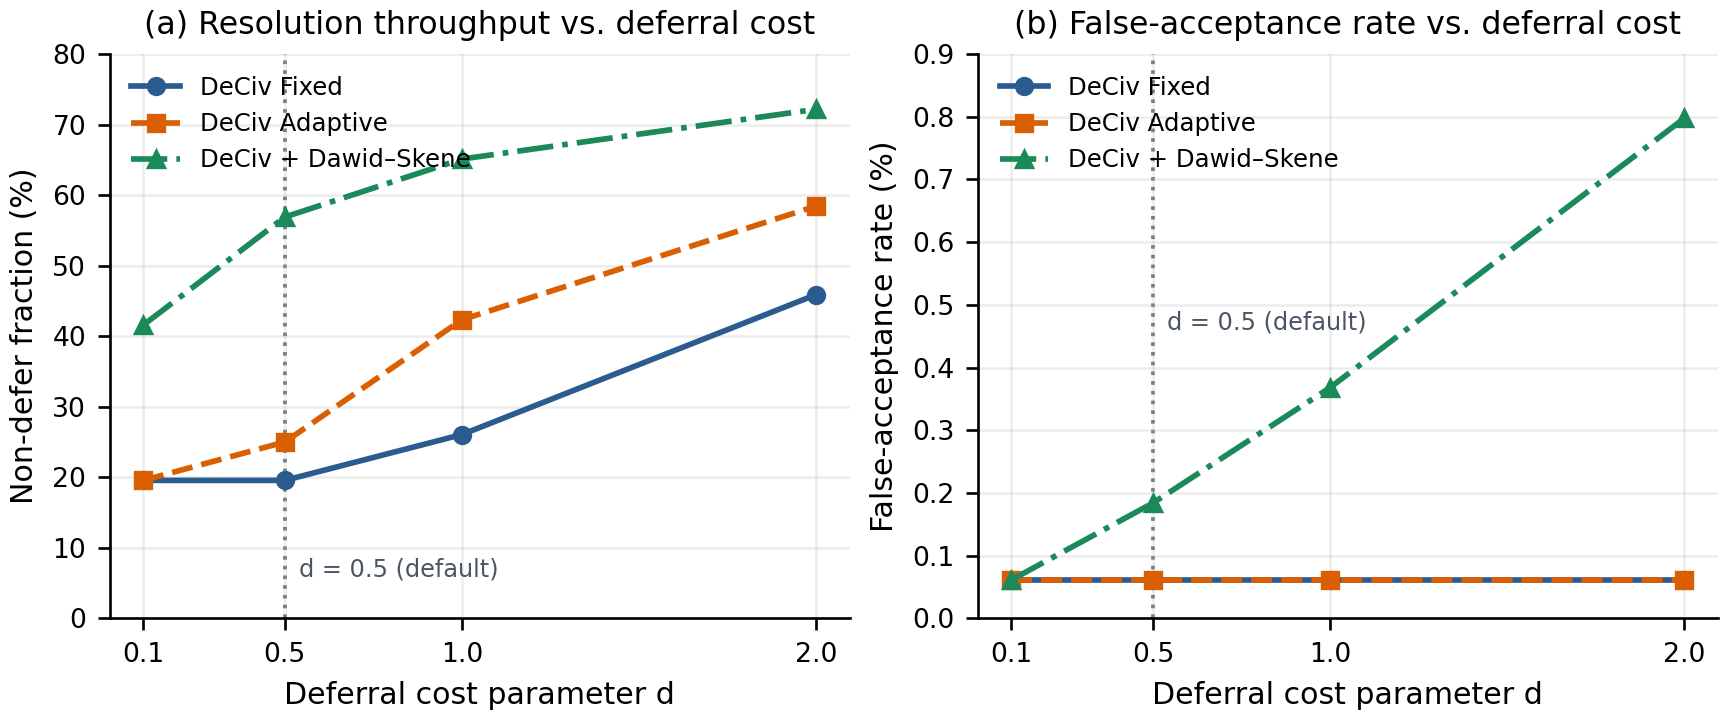 (a) Resolution throughput vs. deferral cost
Non-defer fraction (%)
80
70
60
50
40
30
20
10
0
DeCiv Fixed
DeCiv Adaptive
DeCiv + Dawid–Skene
d = 0.5 (default)
0.1 0.5 1.0 2.0
Deferral cost parameter d
(b) False-acceptance rate vs. deferral cost
False-acceptance rate (%)
0.9
0.8
0.7
0.6
0.5
0.4
0.3
0.2
0.1
0.0
DeCiv Fixed
DeCiv Adaptive
DeCiv + Dawid–Skene
d = 0.5 (default)
0.1 0.5 1.0 2.0
Deferral cost parameter d